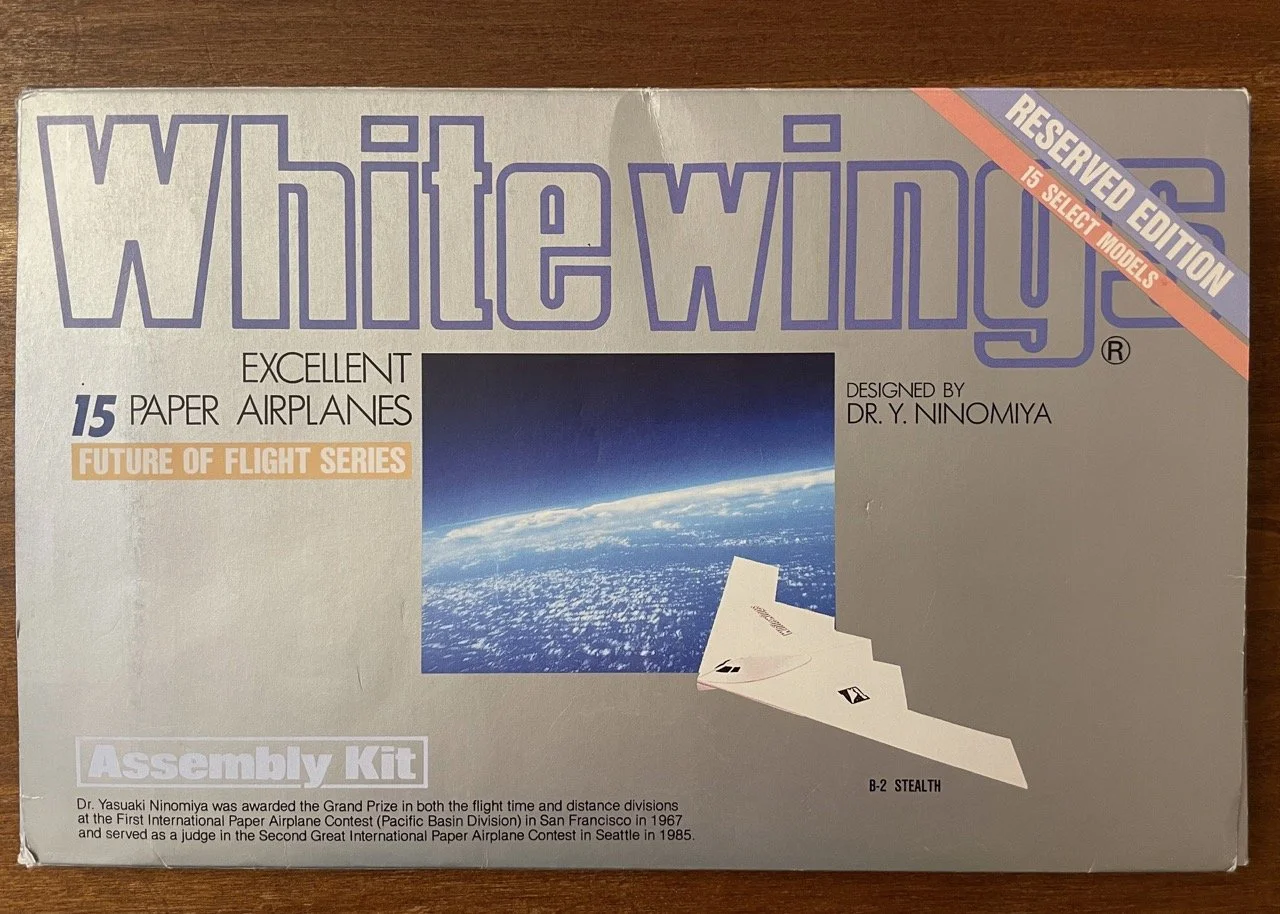 Whitewings
®
RESERVED EDITION
15 SELECT MODELS
EXCELLENT
15 PAPER AIRPLANES
FUTURE OF FLIGHT SERIES
DESIGNED BY
DR. Y. NINOMIYA
Whitewings
B-2 STEALTH
Assembly Kit
Dr. Yasuaki Ninomiya was awarded the Grand Prize in both the flight time and distance divisions
at the First International Paper Airplane Contest (Pacific Basin Division) in San Francisco in 1967
and served as a judge in the Second Great International Paper Airplane Contest in Seattle in 1985.